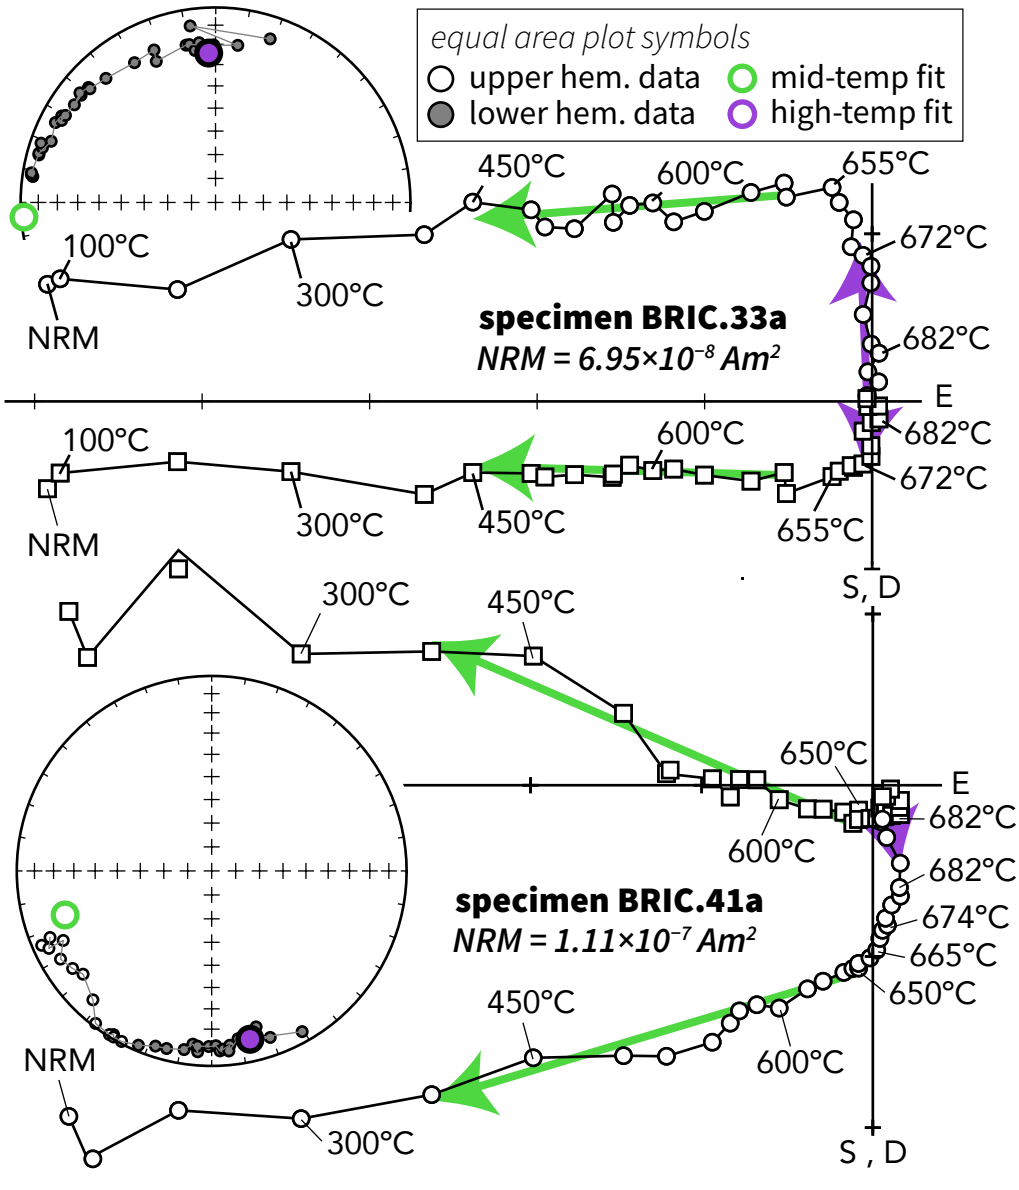 equal area plot symbols
upper hem. data
mid-temp fit
lower hem. data
high-temp fit
450°C
600°C
655°C
100°C
672°C
300°C
NRM
specimen BRIC.33a
NRM = 6.95×10⁻⁸ Am²
682°C
E
100°C
600°C
682°C
672°C
300°C
450°C
655°C
NRM
S, D
300°C
450°C
650°C
E
682°C
600°C
682°C
specimen BRIC.41a
NRM = 1.11×10⁻⁷ Am²
674°C
665°C
650°C
450°C
NRM
600°C
300°C
S , D